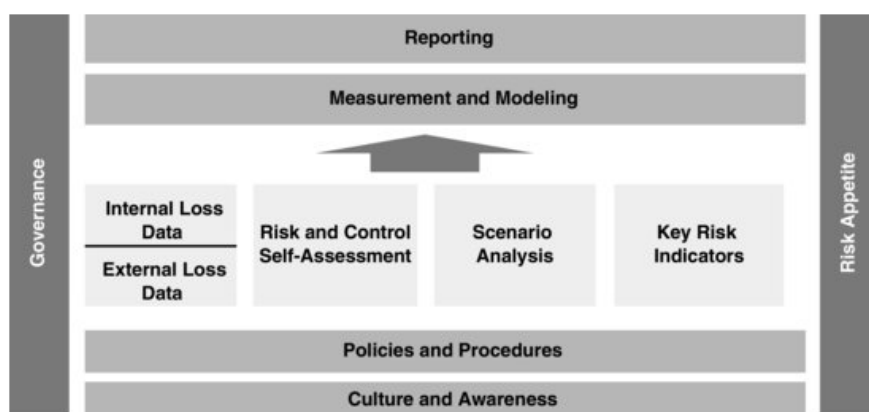 Governance
Reporting
Measurement and Modeling
Internal Loss
Data
External Loss
Data
Risk and Control
Self-Assessment
Scenario
Analysis
Key Risk
Indicators
Policies and Procedures
Culture and Awareness
Risk Appetite